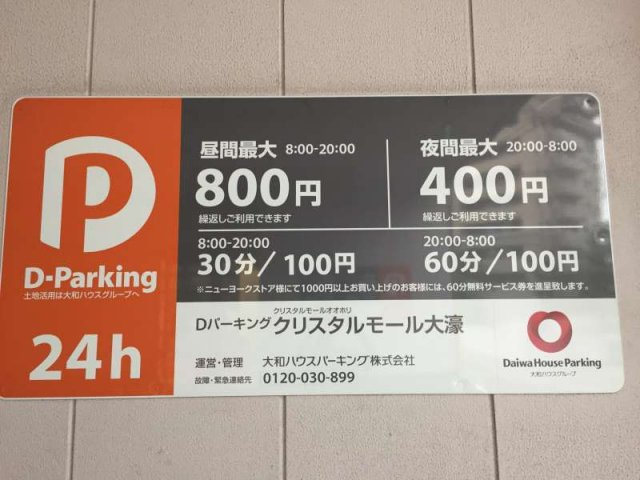 P
D-Parking
土地活用は大和ハウスグループへ
24h
昼間最大 8:00-20:00
800円
繰返しご利用できます
夜間最大 20:00-8:00
400円
繰返しご利用できます
8:00-20:00
30分/100円
20:00-8:00
60分/100円
※ニューヨークストア様にて1000円以上お買い上げのお客様には、60分無料サービス券を進呈致します。
クリスタルモールオオホリ
Dパーキング クリスタルモール大濠
運営・管理 大和ハウスパーキング株式会社
故障・緊急連絡先 0120-030-899
Daiwa House Parking
大和ハウスグループ